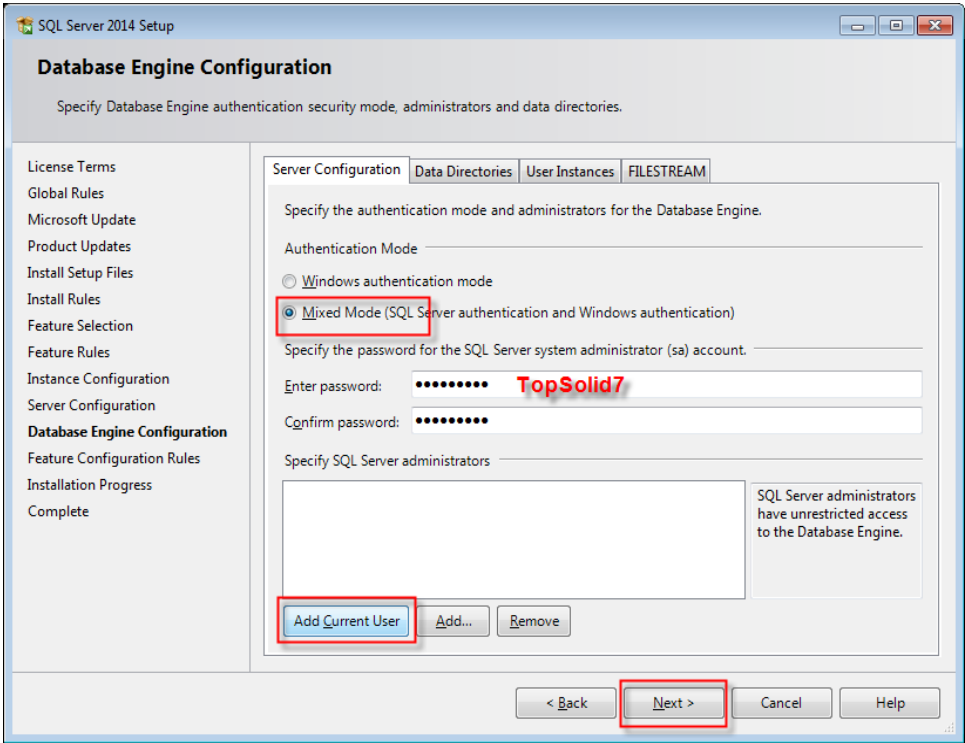 SQL Server 2014 Setup
Database Engine Configuration
Specify Database Engine authentication security mode, administrators and data directories.
License Terms
Global Rules
Microsoft Update
Product Updates
Install Setup Files
Install Rules
Feature Selection
Feature Rules
Instance Configuration
Server Configuration
Database Engine Configuration
Feature Configuration Rules
Installation Progress
Complete
Server Configuration Data Directories User Instances FILESTREAM
Specify the authentication mode and administrators for the Database Engine.
Authentication Mode
Windows authentication mode
Mixed Mode (SQL Server authentication and Windows authentication)
Specify the password for the SQL Server system administrator (sa) account.
Enter password: ●●●●●●●●● TopSolid7
Confirm password: ●●●●●●●●●
Specify SQL Server administrators
SQL Server administrators
have unrestricted access
to the Database Engine.
Add Current User Add... Remove
< Back Next > Cancel Help